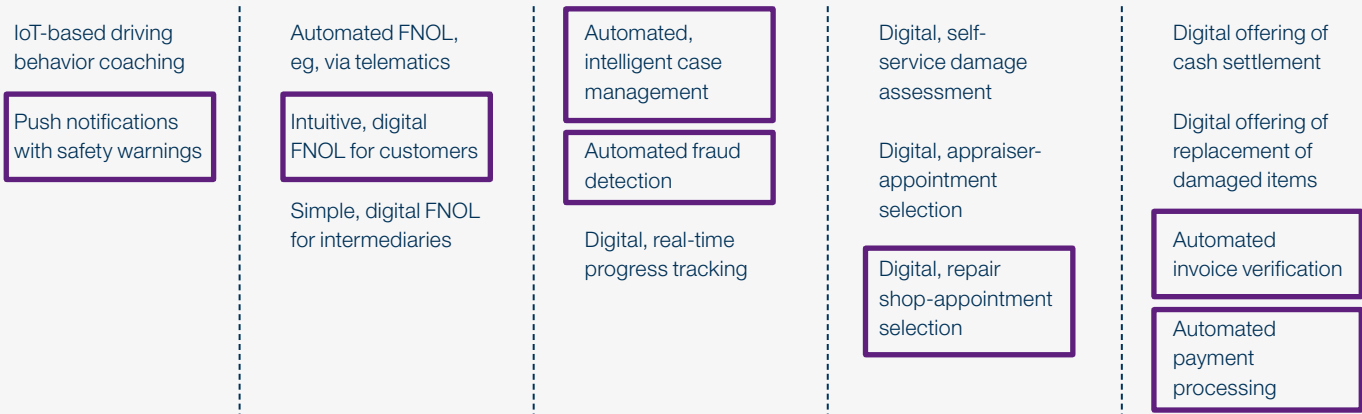 IoT-based driving
behavior coaching
Push notifications
with safety warnings
Automated FNOL,
eg, via telematics
Intuitive, digital
FNOL for customers
Simple, digital FNOL
for intermediaries
Automated,
intelligent case
management
Automated fraud
detection
Digital, real-time
progress tracking
Digital, self-
service damage
assessment
Digital, appraiser-
appointment
selection
Digital, repair
shop-appointment
selection
Digital offering of
cash settlement
Digital offering of
replacement of
damaged items
Automated
invoice verification
Automated
payment
processing